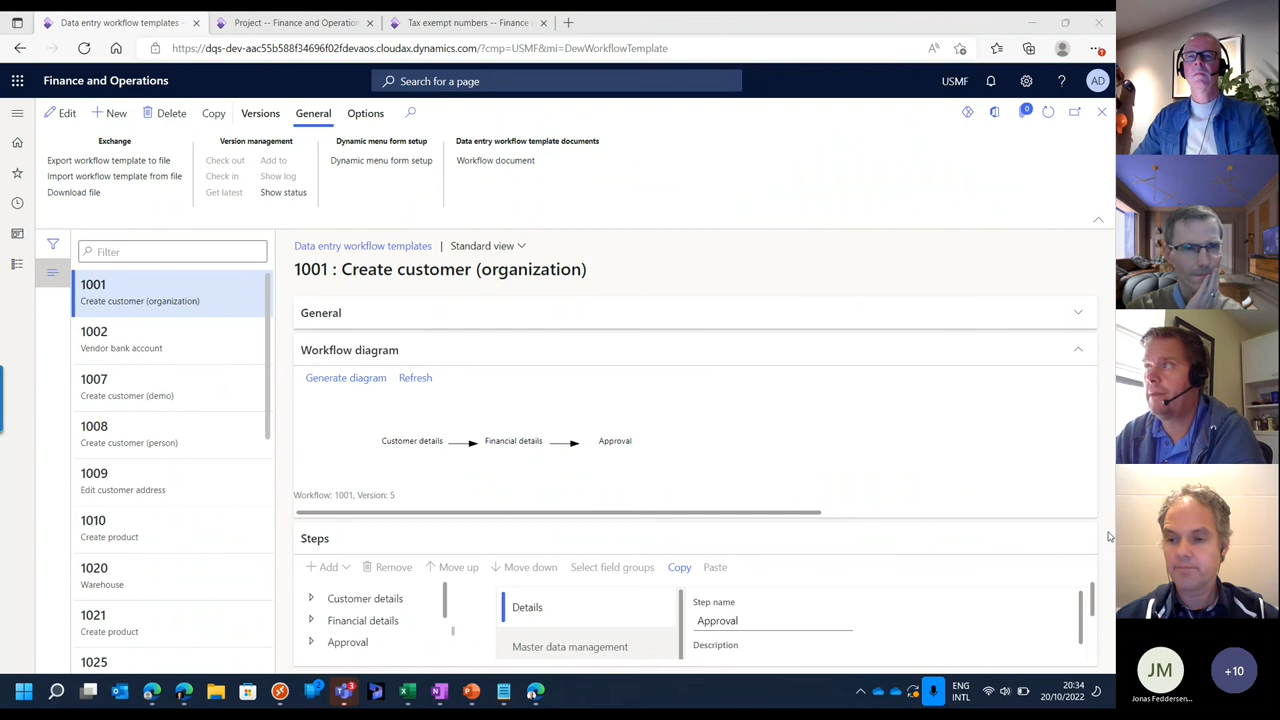 Data entry workflow templates -
Project -- Finance and Operation
Tax exempt numbers -- Finance
https://dqs-dev-aac55b588f34696f02fdevaos.cloudax.dynamics.com/?cmp=USMF&mi=DewWorkflowTemplate
Finance and Operations
Search for a page
USMF
AD
Edit
New
Delete
Copy
Versions
General
Options
0
Exchange
Version management
Dynamic menu form setup
Data entry workflow template documents
Export workflow template to file
Check out
Add to
Dynamic menu form setup
Workflow document
Import workflow template from file
Check in
Show log
Download file
Get latest
Show status
Filter
Data entry workflow templates | Standard view
1001 : Create customer (organization)
1001
Create customer (organization)
1002
Vendor bank account
1007
Create customer (demo)
1008
Create customer (person)
1009
Edit customer address
1010
Create product
1020
Warehouse
1021
Create product
1025
General
Workflow diagram
Generate diagram
Refresh
Customer details
Financial details
Approval
Workflow: 1001, Version: 5
Steps
Add
Remove
Move up
Move down
Select field groups
Copy
Paste
Customer details
Financial details
Approval
Details
Master data management
Step name
Approval
Description
JM
Jonas Feddersen...
+10
ENG
INTL
20:34
20/10/2022